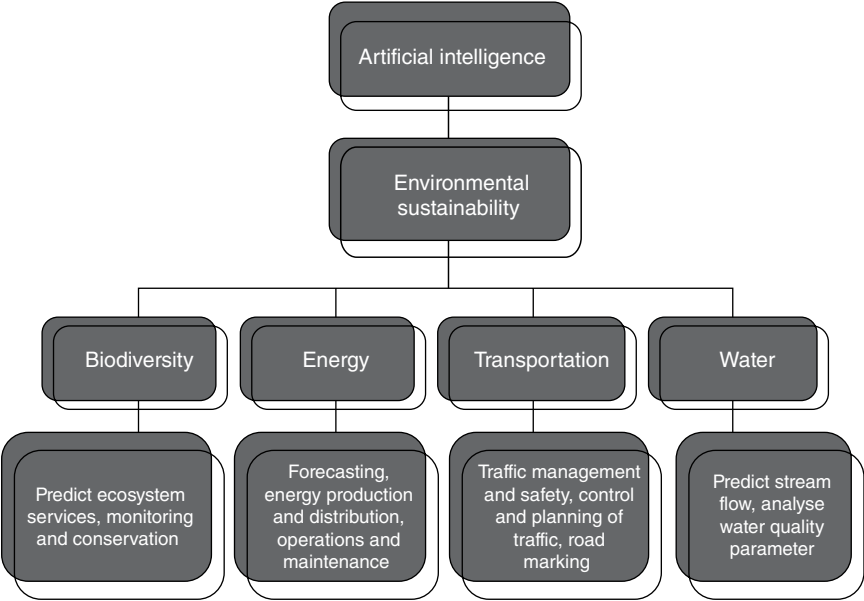 Artificial intelligence
Environmental
sustainability
Biodiversity
Energy
Transportation
Water
Predict ecosystem
services, monitoring
and conservation
Forecasting,
energy production
and distribution,
operations and
maintenance
Traffic management
and safety, control
and planning of
traffic, road
marking
Predict stream
flow, analyse
water quality
parameter